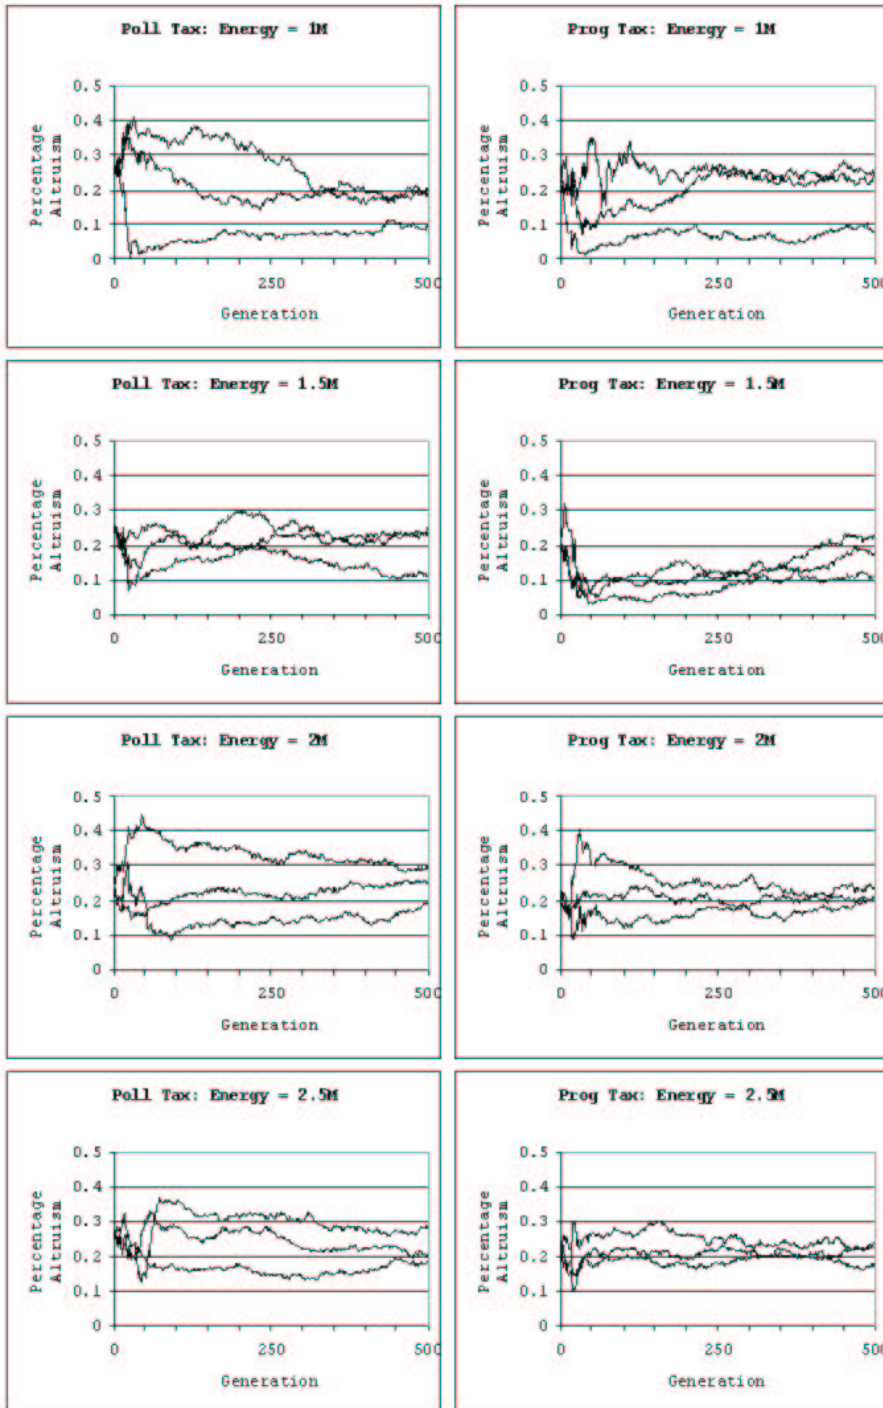 Poll Tax: Energy = 1M
Percentage
Altruism
0.5
0.4
0.3
0.2
0.1
0
0 250 500
Generation
Prog Tax: Energy = 1M
Percentage
Altruism
0.5
0.4
0.3
0.2
0.1
0
0 250 500
Generation
Poll Tax: Energy = 1.5M
Percentage
Altruism
0.5
0.4
0.3
0.2
0.1
0
0 250 500
Generation
Prog Tax: Energy = 1.5M
Percentage
Altruism
0.5
0.4
0.3
0.2
0.1
0
0 250 500
Generation
Poll Tax: Energy = 2M
Percentage
Altruism
0.5
0.4
0.3
0.2
0.1
0
0 250 500
Generation
Prog Tax: Energy = 2M
Percentage
Altruism
0.5
0.4
0.3
0.2
0.1
0
0 250 500
Generation
Poll Tax: Energy = 2.5M
Percentage
Altruism
0.5
0.4
0.3
0.2
0.1
0
0 250 500
Generation
Prog Tax: Energy = 2.5M
Percentage
Altruism
0.5
0.4
0.3
0.2
0.1
0
0 250 500
Generation